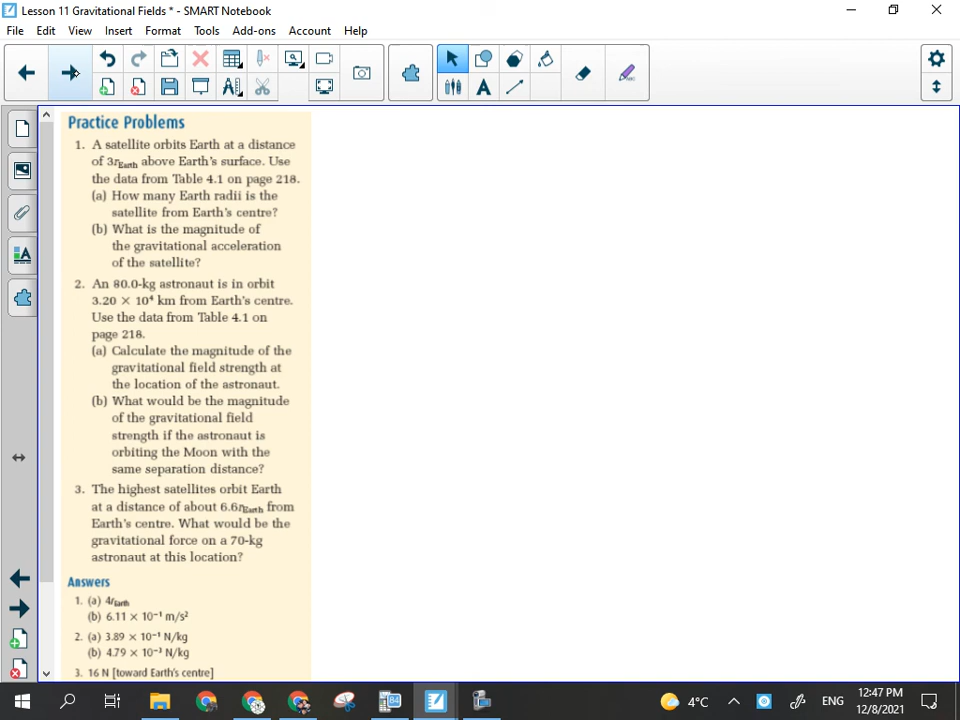 Lesson 11 Gravitational Fields * - SMART Notebook
File Edit View Insert Format Tools Add-ons Account Help
Practice Problems
1. A satellite orbits Earth at a distance
of 3rEarth above Earth's surface. Use
the data from Table 4.1 on page 218.
(a) How many Earth radii is the
satellite from Earth's centre?
(b) What is the magnitude of
the gravitational acceleration
of the satellite?
2. An 80.0-kg astronaut is in orbit
3.20 × 10⁴ km from Earth's centre.
Use the data from Table 4.1 on
page 218.
(a) Calculate the magnitude of the
gravitational field strength at
the location of the astronaut.
(b) What would be the magnitude
of the gravitational field
strength if the astronaut is
orbiting the Moon with the
same separation distance?
3. The highest satellites orbit Earth
at a distance of about 6.6rEarth from
Earth's centre. What would be the
gravitational force on a 70-kg
astronaut at this location?
Answers
1. (a) 4rEarth
(b) 6.11 × 10⁻¹ m/s²
2. (a) 3.89 × 10⁻¹ N/kg
(b) 4.79 × 10⁻³ N/kg
3. 16 N [toward Earth's centre]
4°C ENG 12:47 PM
12/8/2021